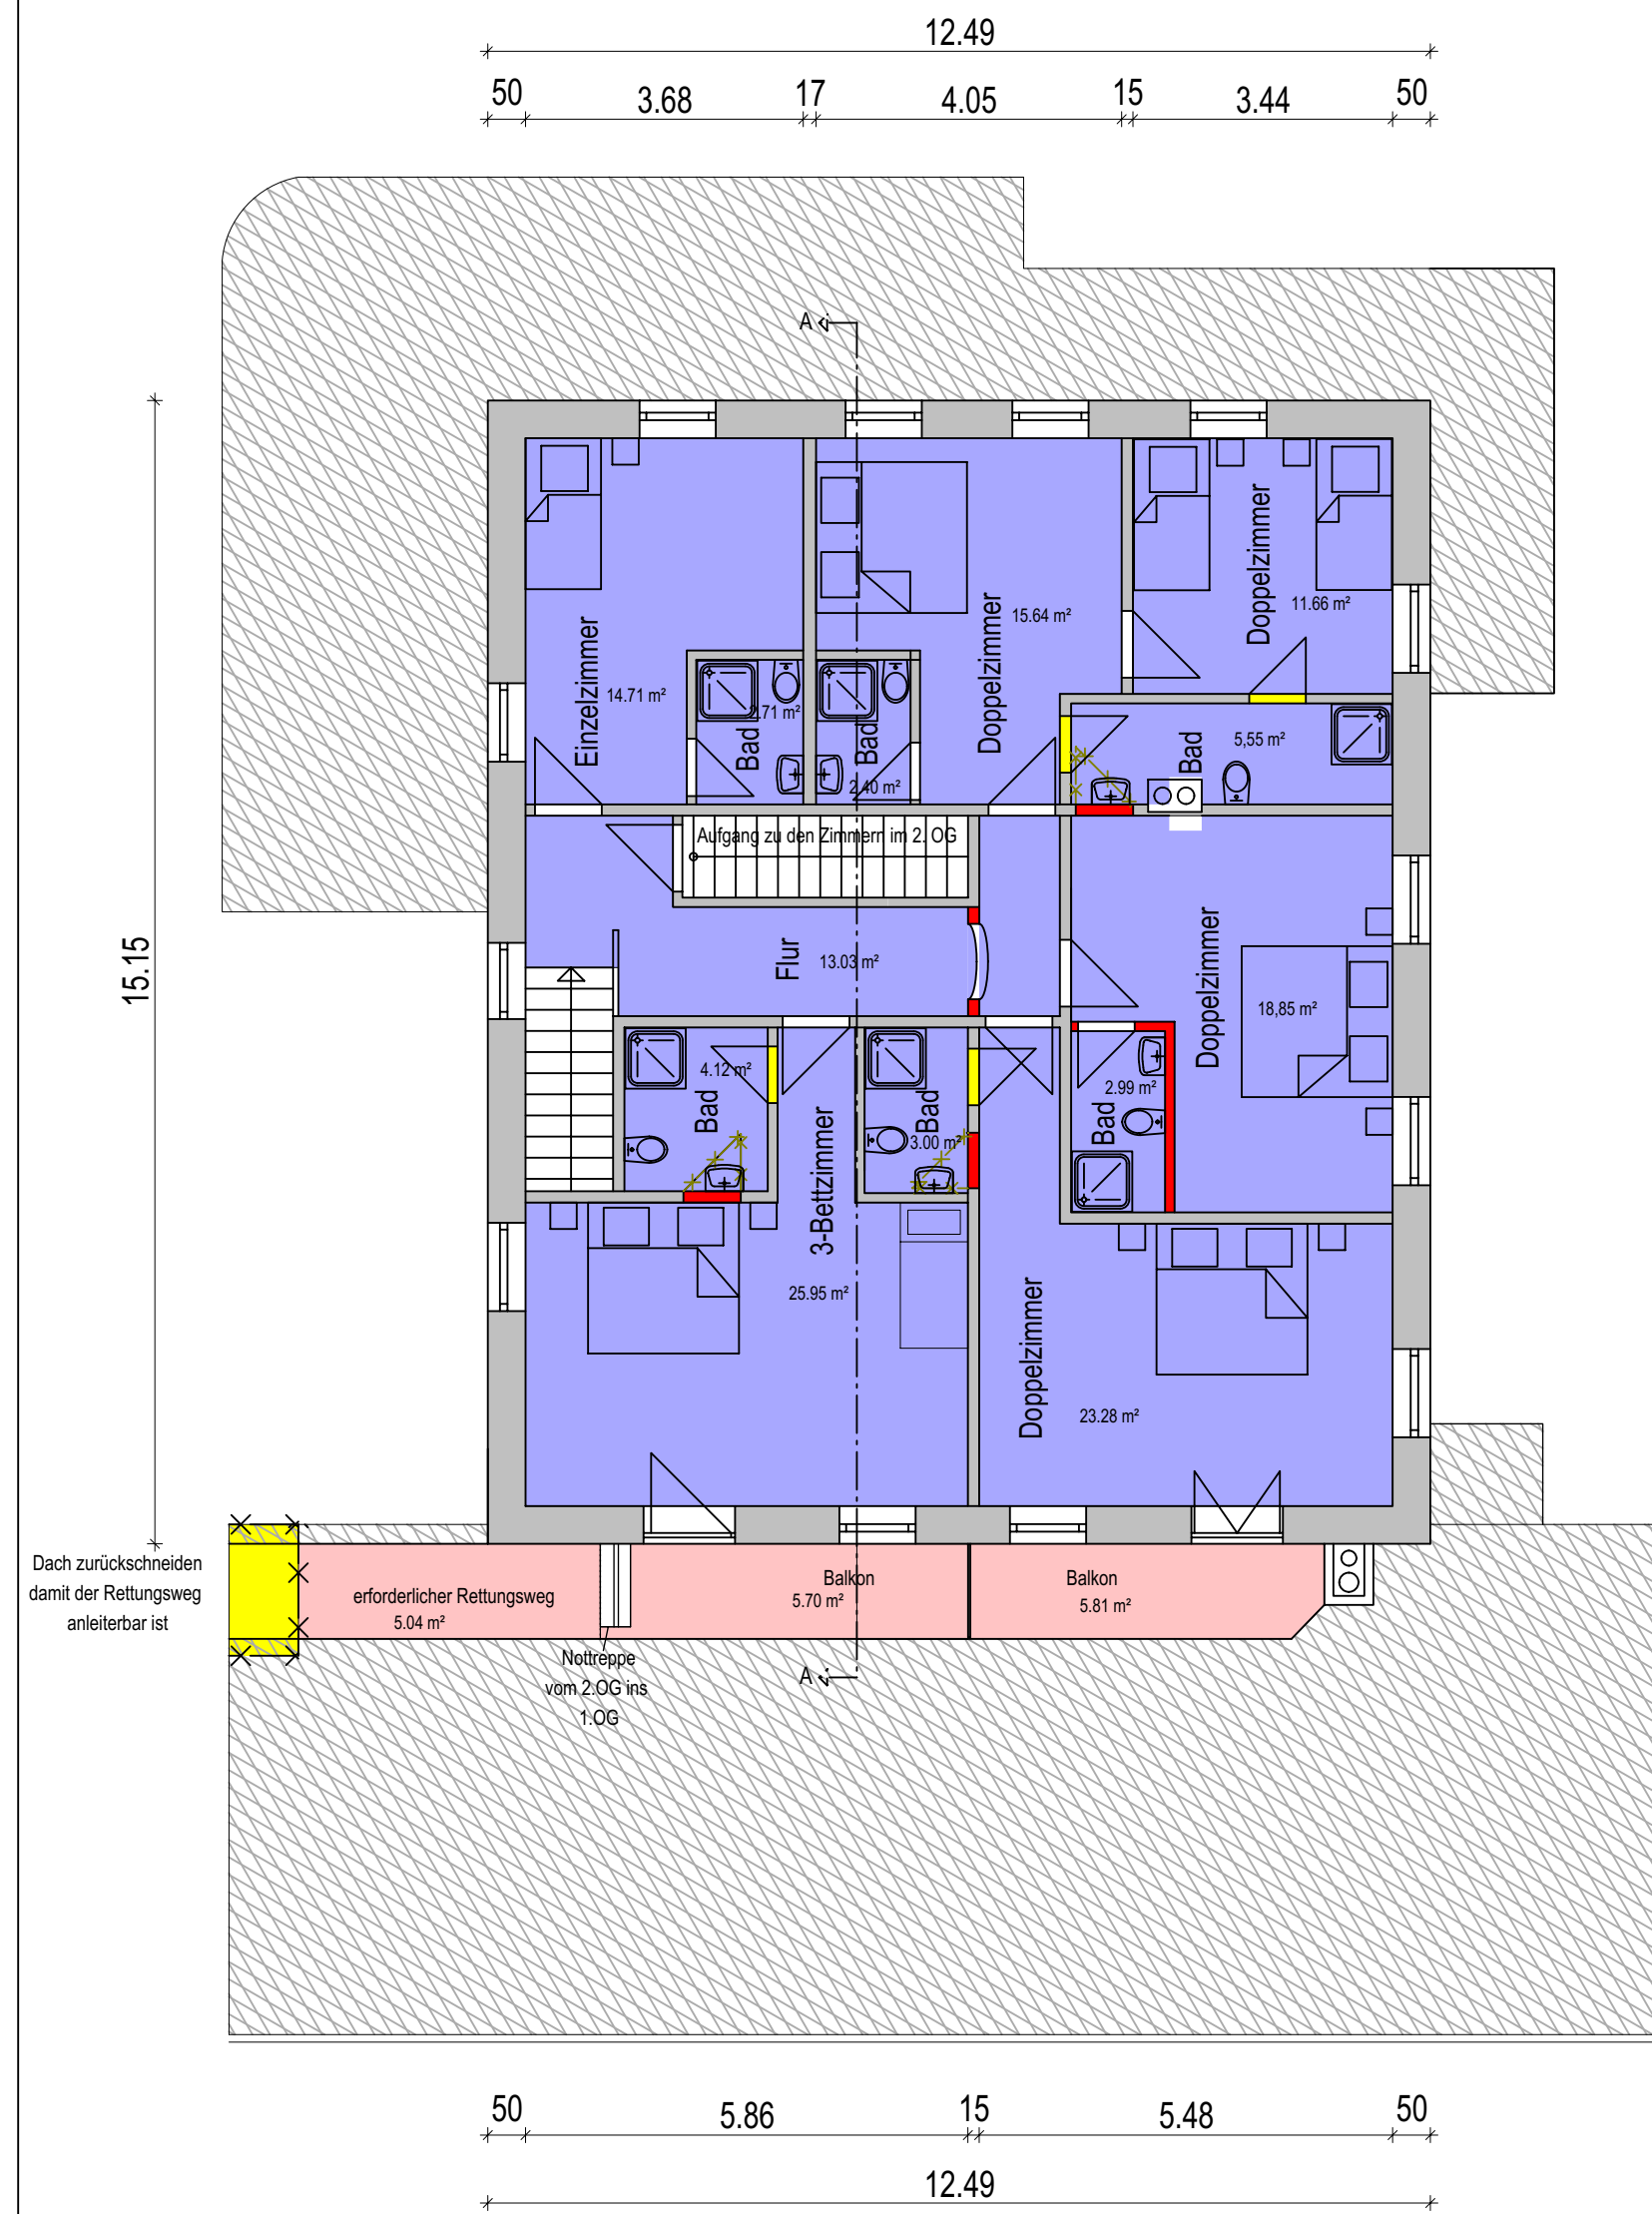 12.49
50 3.68 17 4.05 15 3.44 50
A
15.15
Einzelzimmer
14.71 m²
Bad
2.71 m²
Bad
2.40 m²
Doppelzimmer
15.64 m²
Doppelzimmer
11.66 m²
Bad
5,55 m²
Aufgang zu den Zimmern im 2. OG
Flur
13.03 m²
Doppelzimmer
18,85 m²
Bad
4.12 m²
3-Bettzimmer
25.95 m²
Bad
3.00 m²
Bad
2.99 m²
Doppelzimmer
23.28 m²
Dach zurückschneiden
damit der Rettungsweg
anleiterbar ist
erforderlicher Rettungsweg
5.04 m²
Balkon
5.70 m²
Balkon
5.81 m²
Nottreppe
vom 2.OG ins
1.OG
A
50 5.86 15 5.48 50
12.49